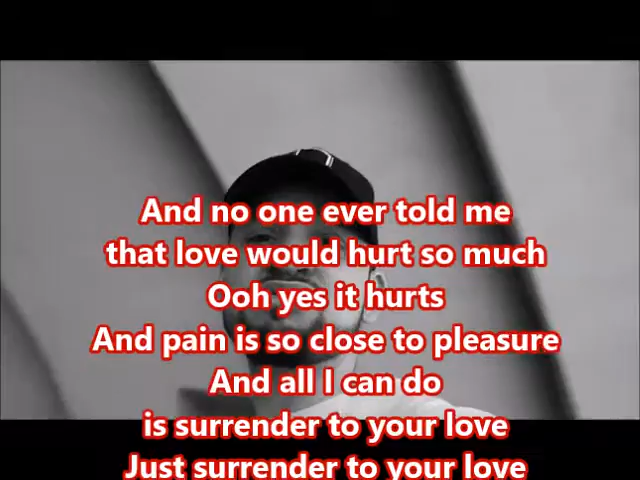 And no one ever told me
that love would hurt so much
Ooh yes it hurts
And pain is so close to pleasure
And all I can do
is surrender to your love
Just surrender to your love